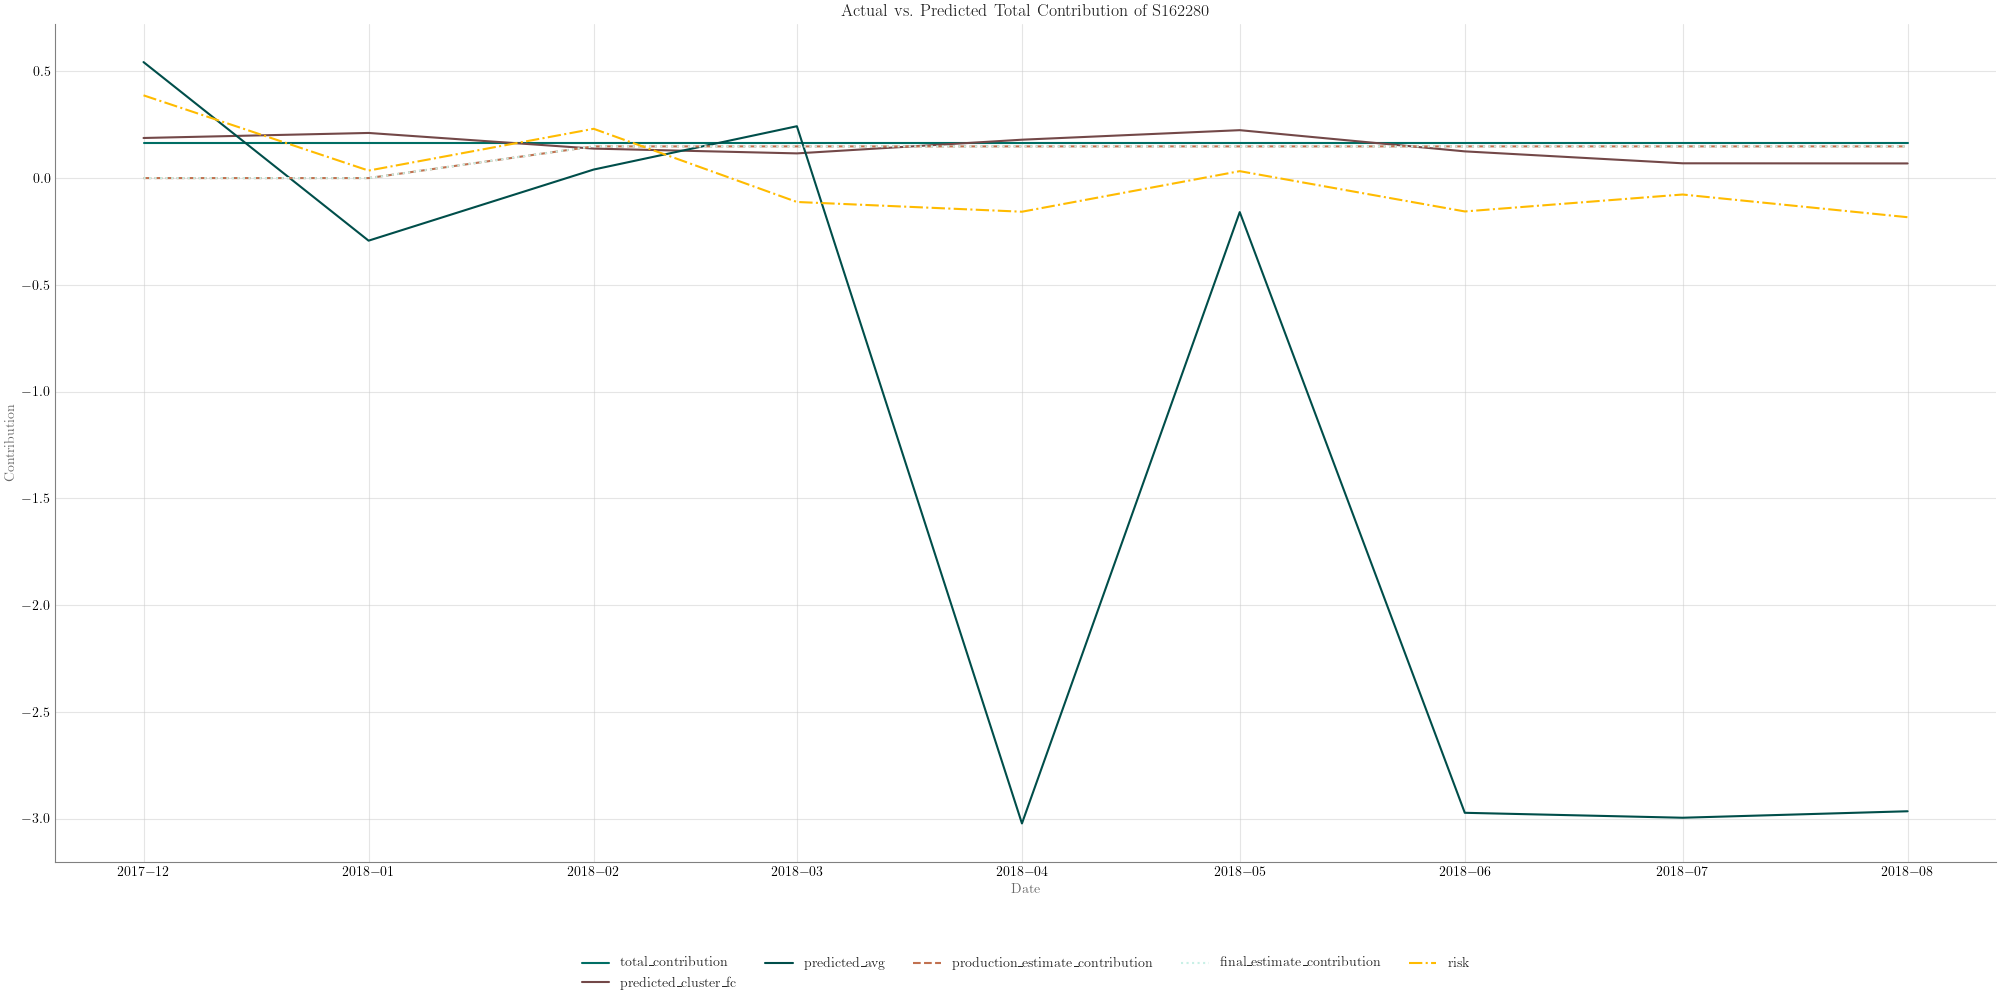 Actual vs. Predicted Total Contribution of S162280
0.5
0.0
−0.5
−1.0
−1.5
−2.0
−2.5
−3.0
Contribution
2017−12 2018−01 2018−02 2018−03 2018−04 2018−05 2018−06 2018−07 2018−08
Date
total_contribution predicted_avg production_estimate_contribution final_estimate_contribution risk
predicted_cluster_fc